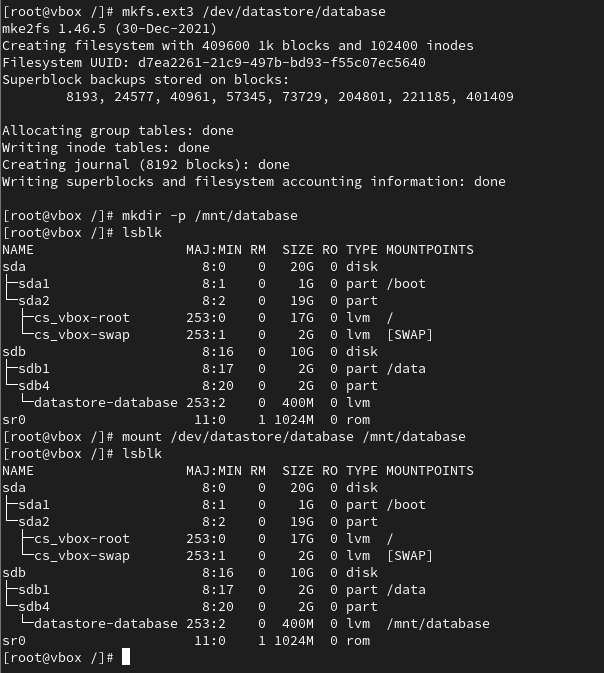 [root@vbox /]# mkfs.ext3 /dev/datastore/database
mke2fs 1.46.5 (30-Dec-2021)
Creating filesystem with 409600 1k blocks and 102400 inodes
Filesystem UUID: d7ea2261-21c9-497b-bd93-f55c07ec5640
Superblock backups stored on blocks:
        8193, 24577, 40961, 57345, 73729, 204801, 221185, 401409

Allocating group tables: done
Writing inode tables: done
Creating journal (8192 blocks): done
Writing superblocks and filesystem accounting information: done

[root@vbox /]# mkdir -p /mnt/database
[root@vbox /]# lsblk
NAME                   MAJ:MIN RM  SIZE RO TYPE MOUNTPOINTS
sda                      8:0    0   20G  0 disk
├─sda1                   8:1    0    1G  0 part /boot
└─sda2                   8:2    0   19G  0 part
  ├─cs_vbox-root       253:0    0   17G  0 lvm  /
  └─cs_vbox-swap       253:1    0    2G  0 lvm  [SWAP]
sdb                      8:16   0   10G  0 disk
├─sdb1                   8:17   0    2G  0 part /data
└─sdb4                   8:20   0    2G  0 part
  └─datastore-database 253:2    0  400M  0 lvm
sr0                     11:0    1 1024M  0 rom
[root@vbox /]# mount /dev/datastore/database /mnt/database
[root@vbox /]# lsblk
NAME                   MAJ:MIN RM  SIZE RO TYPE MOUNTPOINTS
sda                      8:0    0   20G  0 disk
├─sda1                   8:1    0    1G  0 part /boot
└─sda2                   8:2    0   19G  0 part
  ├─cs_vbox-root       253:0    0   17G  0 lvm  /
  └─cs_vbox-swap       253:1    0    2G  0 lvm  [SWAP]
sdb                      8:16   0   10G  0 disk
├─sdb1                   8:17   0    2G  0 part /data
└─sdb4                   8:20   0    2G  0 part
  └─datastore-database 253:2    0  400M  0 lvm  /mnt/database
sr0                     11:0    1 1024M  0 rom
[root@vbox /]#